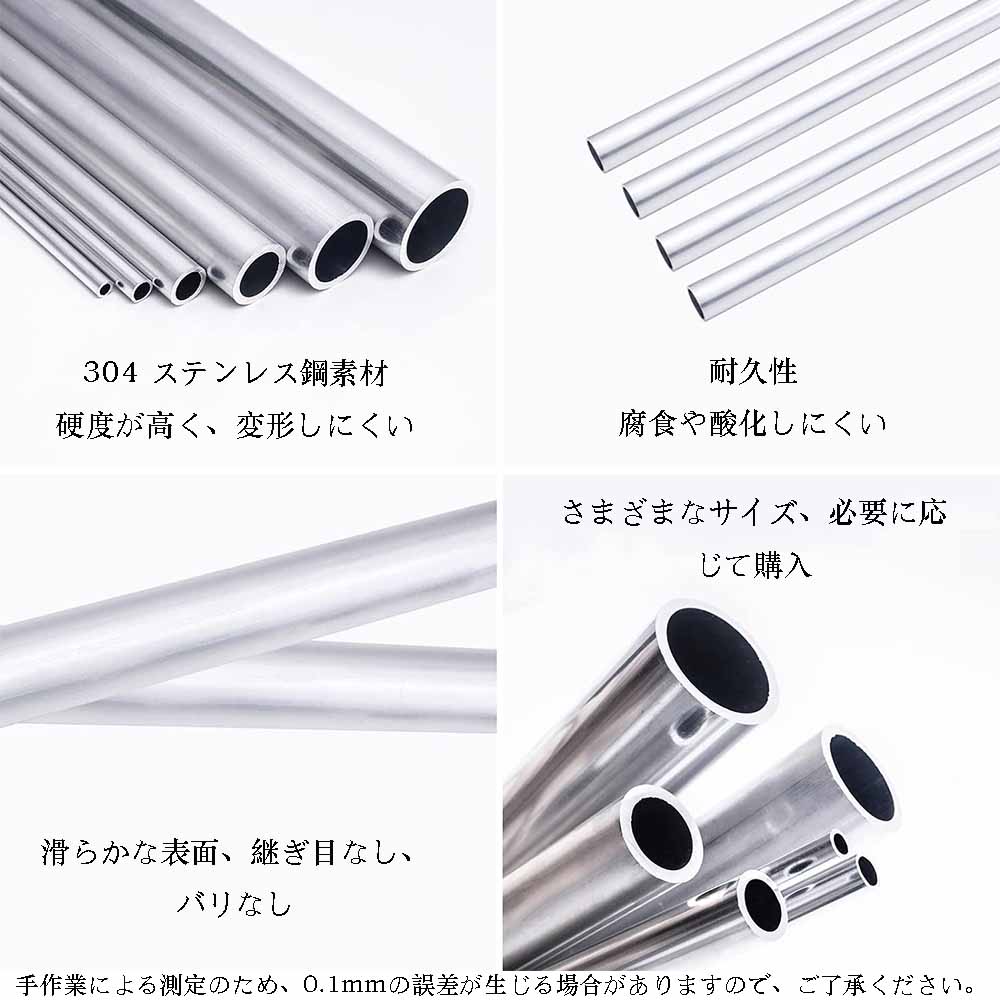 304 ステンレス鋼素材
硬度が高く、変形しにくい
耐久性
腐食や酸化しにくい
滑らかな表面、継ぎ目なし、
バリなし
さまざまなサイズ、必要に応
じて購入
手作業による測定のため、0.1mmの誤差が生じる場合がありますので、ご了承ください。